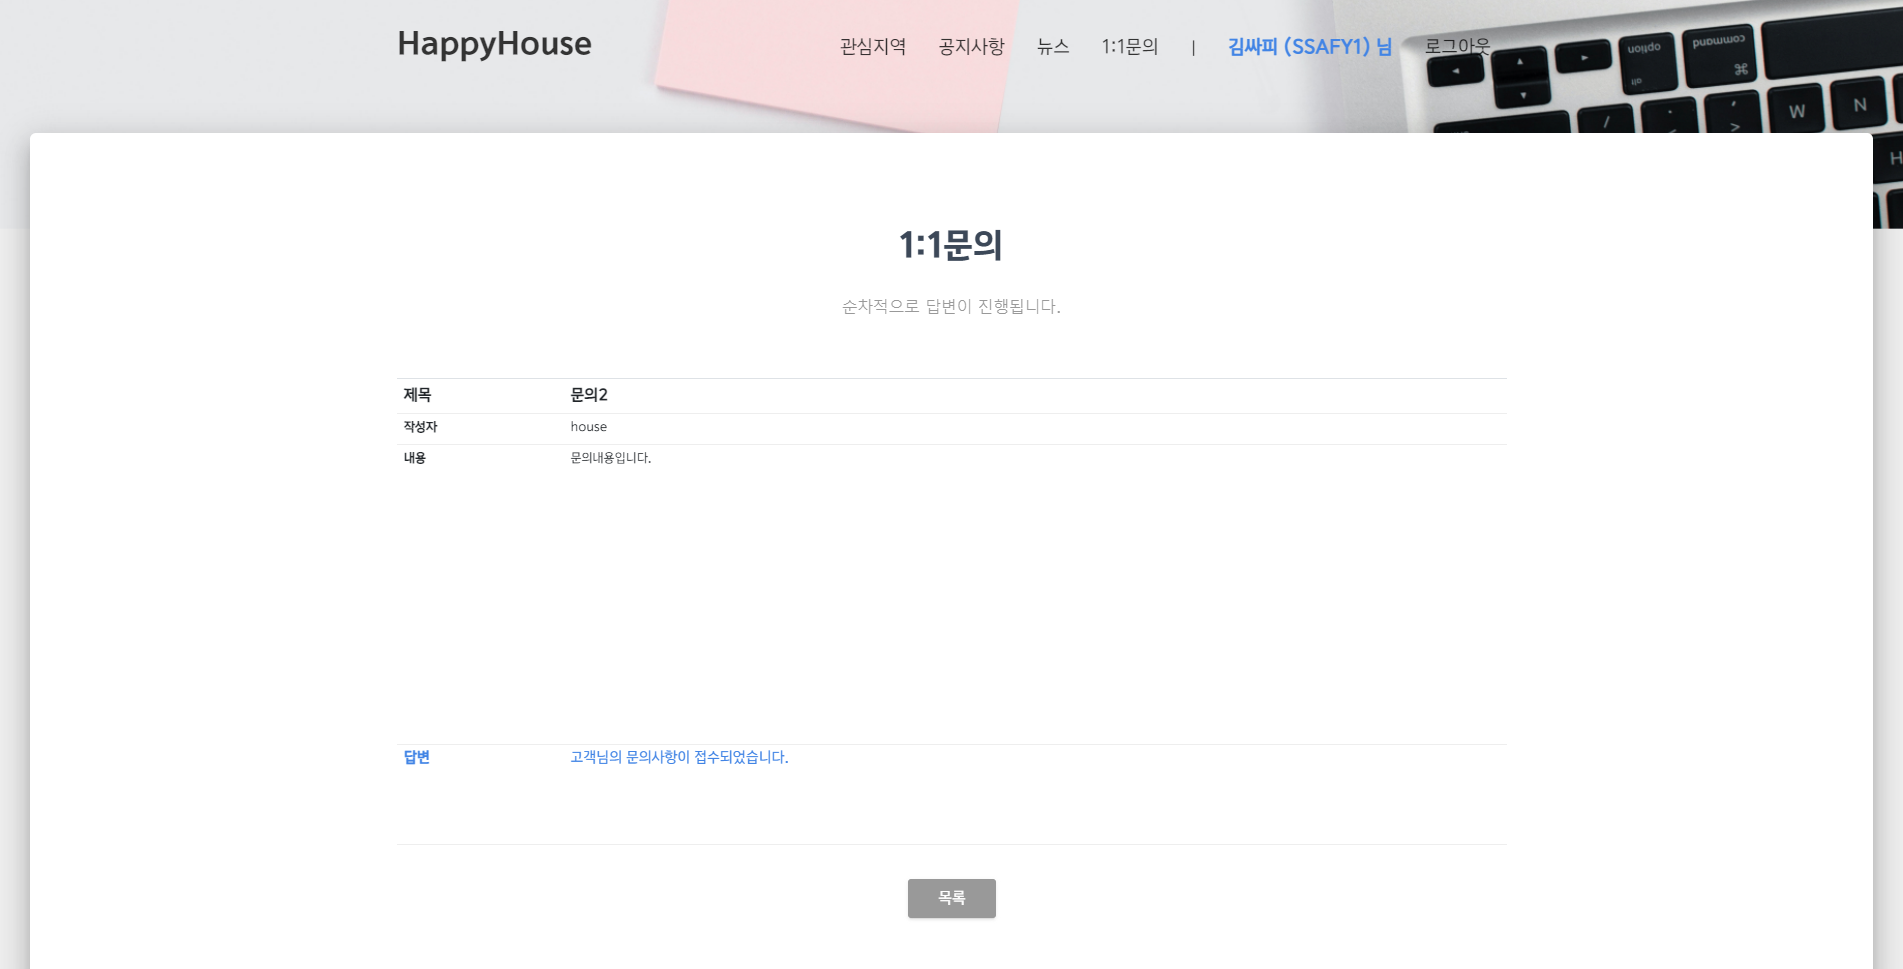 HappyHouse 관심지역 공지사항 뉴스 1:1문의 | 김싸피 (SSAFY1) 님 로그아웃
option
alt
command
⌘
W
N
H
1:1문의
순차적으로 답변이 진행됩니다.
제목 문의2
작성자 house
내용 문의내용입니다.
답변 고객님의 문의사항이 접수되었습니다.
목록